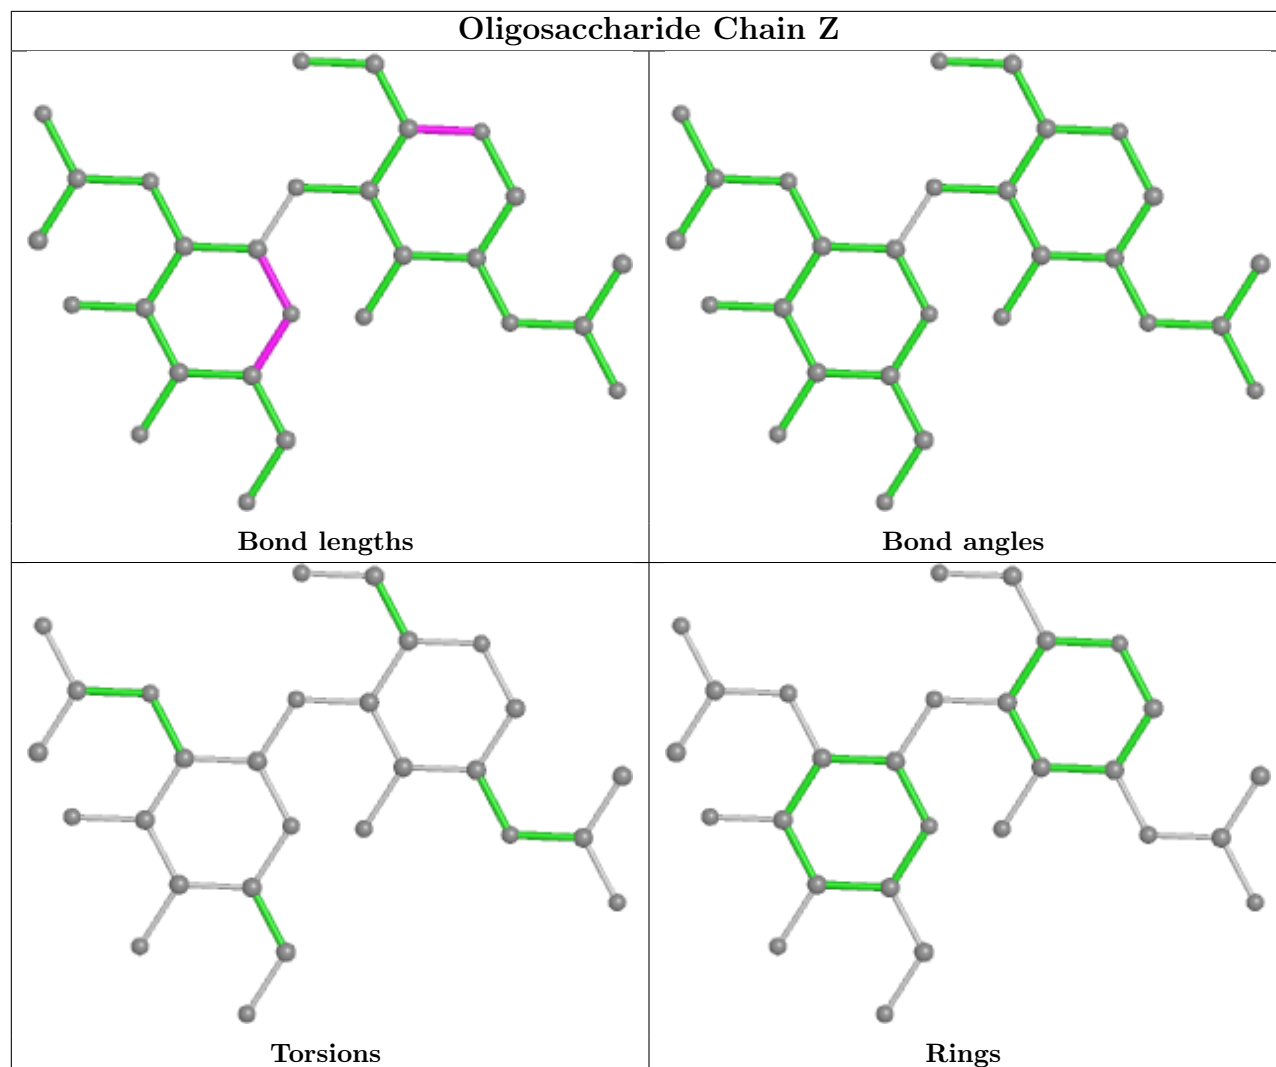 Oligosaccharide Chain Z
Bond lengths
Bond angles
Torsions
Rings